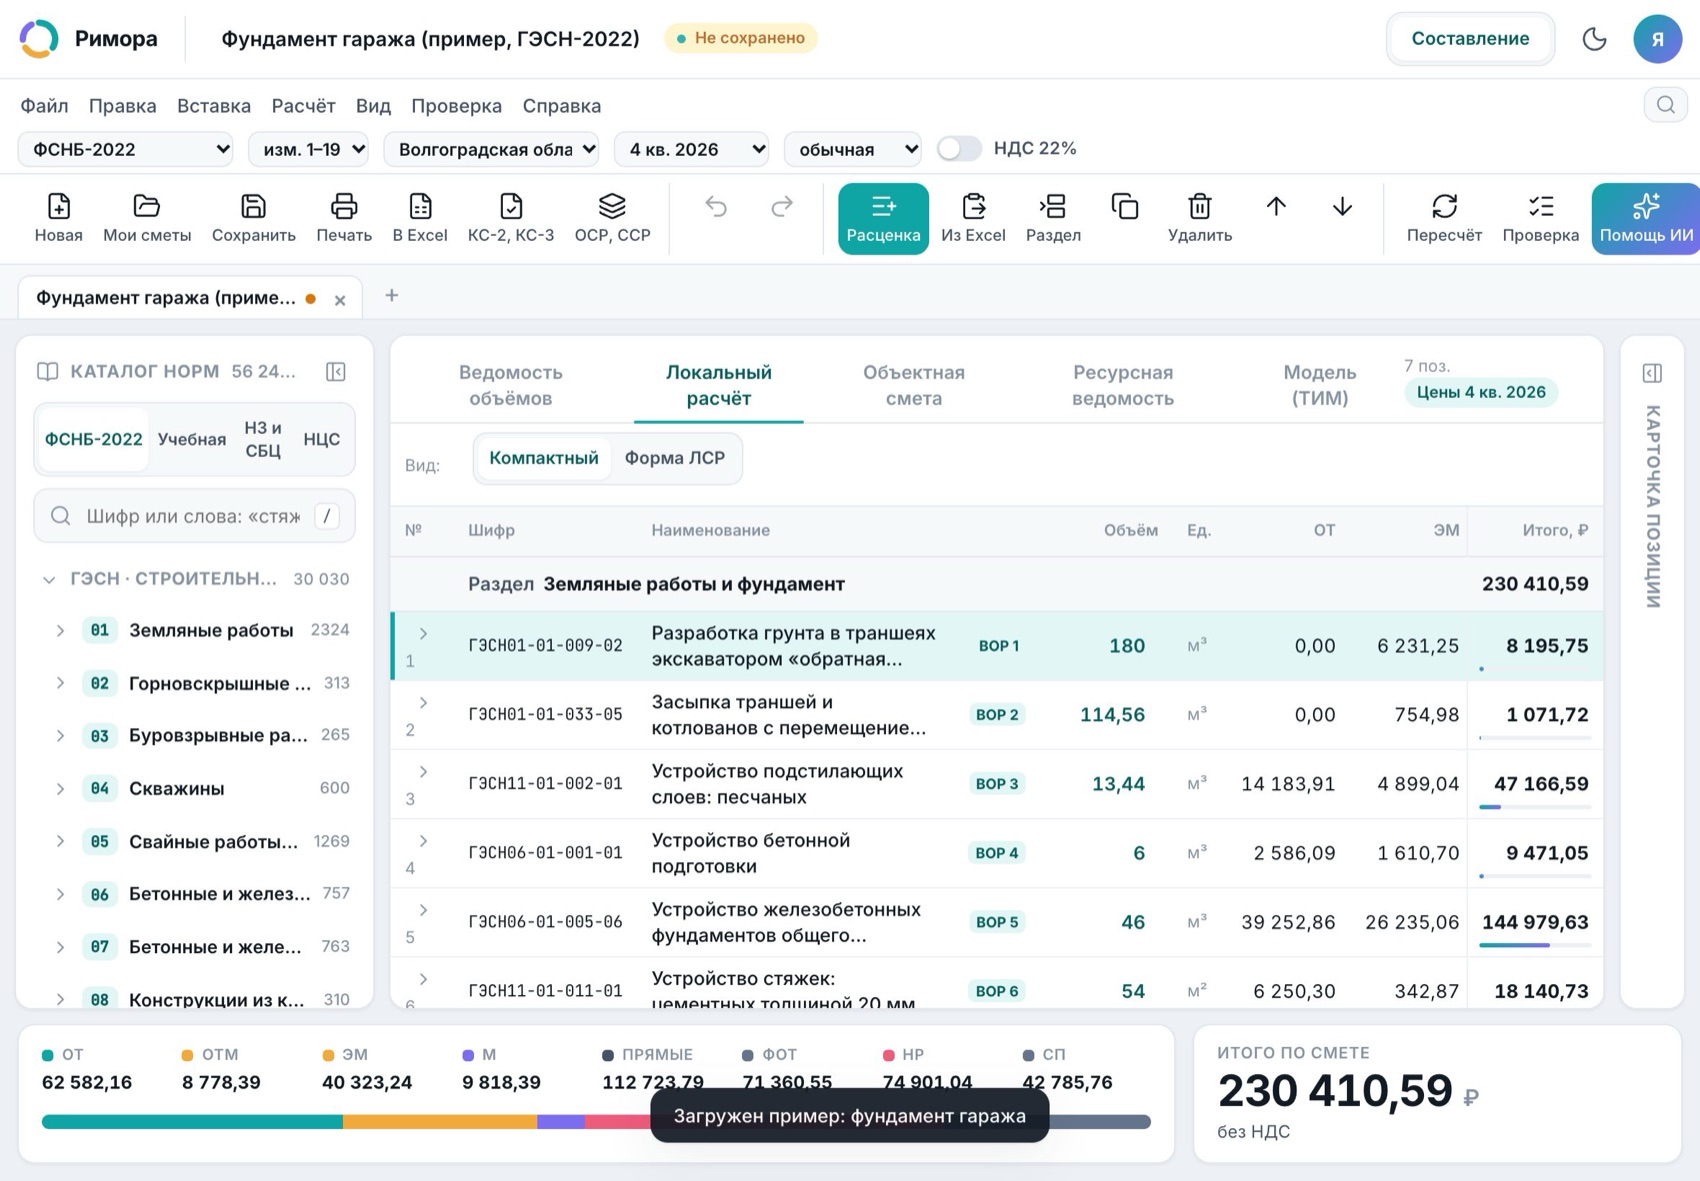 Римора
Фундамент гаража (пример, ГЭСН-2022)
Не сохранено
Составление
Я
Файл Правка Вставка Расчёт Вид Проверка Справка
ФСНБ-2022 изм. 1–19 Волгоградская обла 4 кв. 2026 обычная НДС 22%
Новая Мои сметы Сохранить Печать В Excel КС-2, КС-3 ОСР, ССР Расценка Из Excel Раздел Удалить Пересчёт Проверка Помощь ИИ
Фундамент гаража (приме... × +
КАТАЛОГ НОРМ 56 24...
ФСНБ-2022 Учебная НЗ и СБЦ НЦС
Шифр или слова: «стяж /
ГЭСН · СТРОИТЕЛЬН... 30 030
01 Земляные работы 2324
02 Горновскрышные ... 313
03 Буровзрывные ра... 265
04 Скважины 600
05 Свайные работы... 1269
06 Бетонные и желез... 757
07 Бетонные и желе... 763
08 Конструкции из к... 310
Ведомость объёмов
Локальный расчёт
Объектная смета
Ресурсная ведомость
Модель (ТИМ)
7 поз.
Цены 4 кв. 2026
Вид: Компактный Форма ЛСР
№ Шифр Наименование Объём Ед. ОТ ЭМ Итого, ₽
Раздел Земляные работы и фундамент 230 410,59
1 ГЭСН01-01-009-02 Разработка грунта в траншеях экскаватором «обратная... ВОР 1 180 м³ 0,00 6 231,25 8 195,75
2 ГЭСН01-01-033-05 Засыпка траншей и котлованов с перемещение... ВОР 2 114,56 м³ 0,00 754,98 1 071,72
3 ГЭСН11-01-002-01 Устройство подстилающих слоев: песчаных ВОР 3 13,44 м³ 14 183,91 4 899,04 47 166,59
4 ГЭСН06-01-001-01 Устройство бетонной подготовки ВОР 4 6 м³ 2 586,09 1 610,70 9 471,05
5 ГЭСН06-01-005-06 Устройство железобетонных фундаментов общего... ВОР 5 46 м³ 39 252,86 26 235,06 144 979,63
6 ГЭСН11-01-011-01 Устройство стяжек: цементных толщиной 20 мм ВОР 6 54 м² 6 250,30 342,87 18 140,73
КАРТОЧКА ПОЗИЦИИ
ОТ ОТМ ЭМ М ПРЯМЫЕ ФОТ НР СП
62 582,16 8 778,39 40 323,24 9 818,39 112 723,79 71 360,55 74 901,04 42 785,76
Загружен пример: фундамент гаража
ИТОГО ПО СМЕТЕ
230 410,59 ₽
без НДС